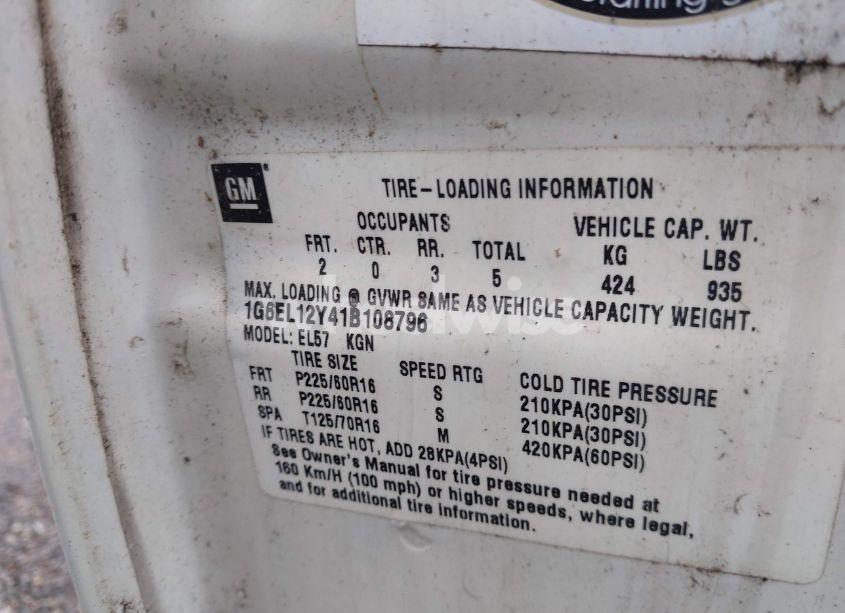 GM
TIRE-LOADING INFORMATION
OCCUPANTS VEHICLE CAP. WT.
FRT. CTR. RR. TOTAL KG LBS
2 0 3 5 424 935
MAX. LOADING @ GVWR SAME AS VEHICLE CAPACITY WEIGHT.
1G6EL12Y41B108796
MODEL: EL57 KGN
TIRE SIZE SPEED RTG COLD TIRE PRESSURE
FRT P225/60R16 S 210KPA(30PSI)
RR P225/60R16 S 210KPA(30PSI)
SPA T125/70R16 M 420KPA(60PSI)
IF TIRES ARE HOT, ADD 28KPA(4PSI)
See Owner's Manual for tire pressure needed at
160 Km/H (100 mph) or higher speeds, where legal,
and for additional tire information.